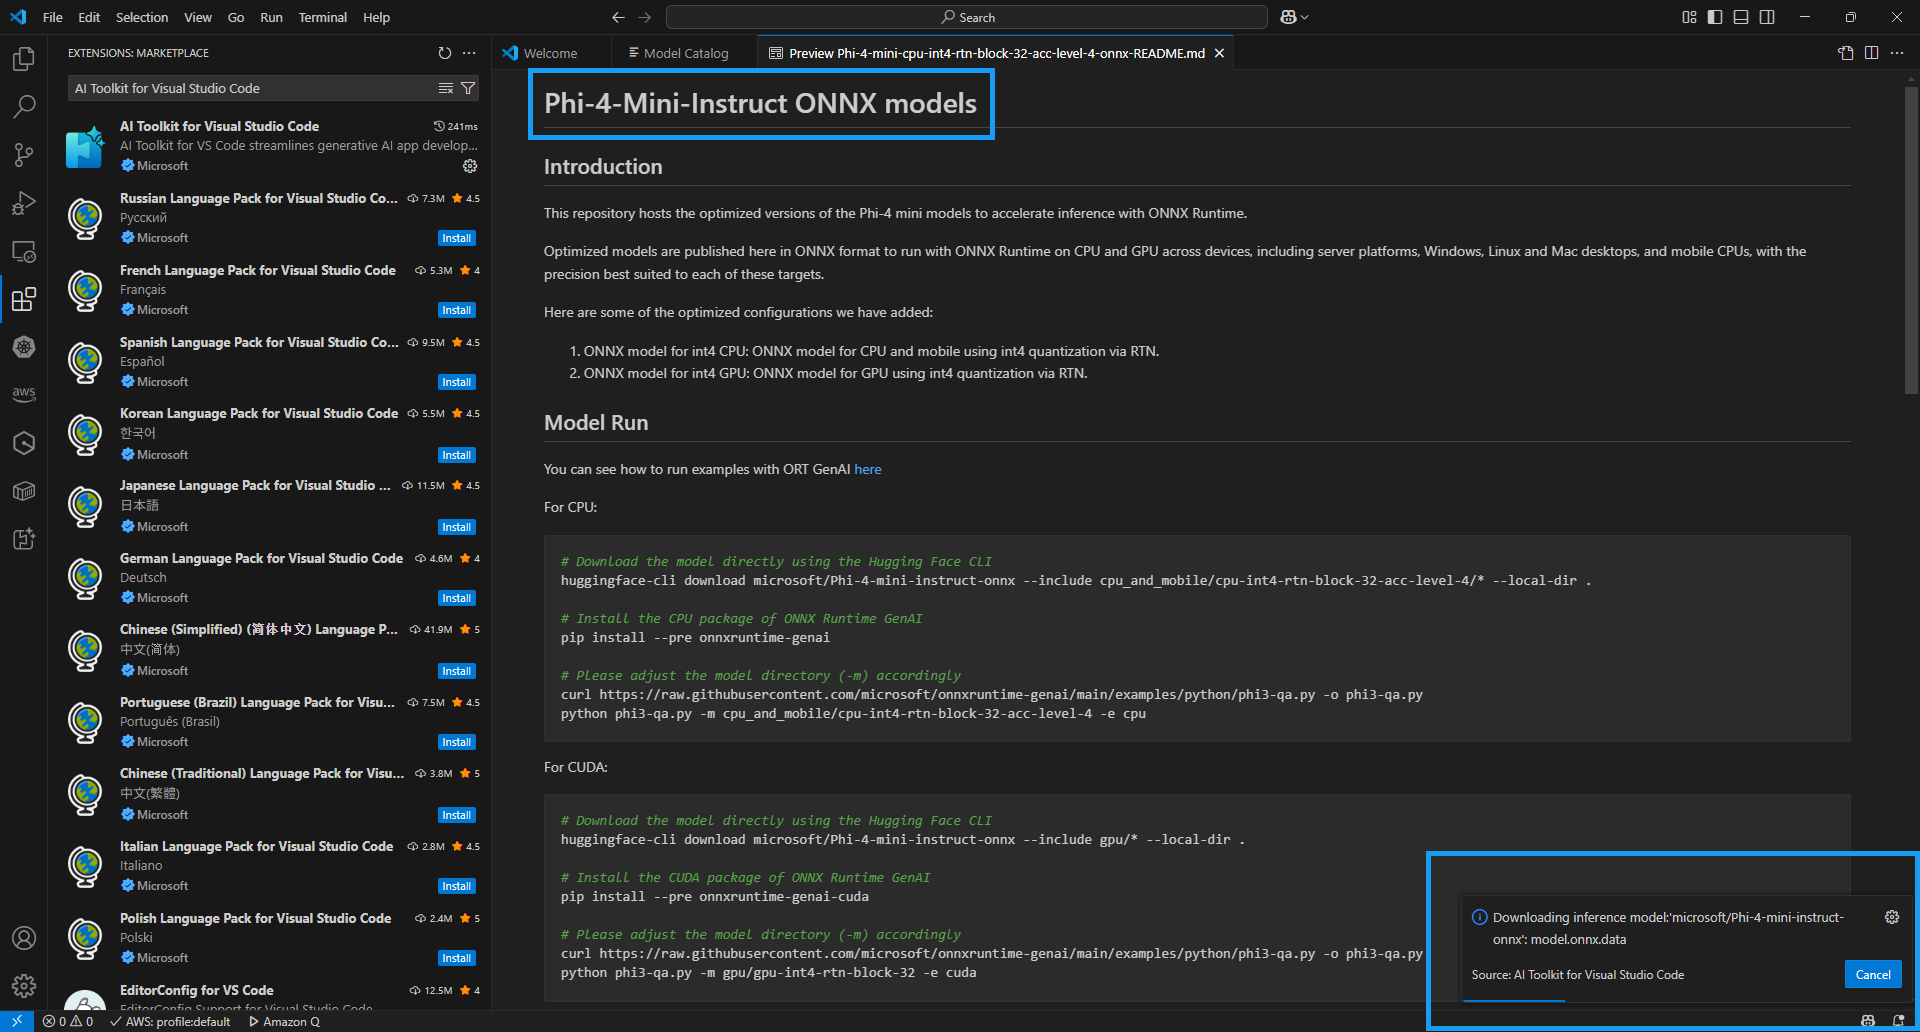 File Edit Selection View Go Run Terminal Help
Search
EXTENSIONS: MARKETPLACE
AI Toolkit for Visual Studio Code
AI Toolkit for Visual Studio Code 241ms
AI Toolkit for VS Code streamlines generative AI app develop...
Microsoft
Russian Language Pack for Visual Studio Co... 7.3M 4.5
Русский
Microsoft Install
French Language Pack for Visual Studio Code 5.3M 4
Français
Microsoft Install
Spanish Language Pack for Visual Studio Co... 9.5M 4.5
Español
Microsoft Install
Korean Language Pack for Visual Studio Code 5.5M 4.5
한국어
Microsoft Install
Japanese Language Pack for Visual Studio ... 11.5M 4.5
日本語
Microsoft Install
German Language Pack for Visual Studio Code 4.6M 4
Deutsch
Microsoft Install
Chinese (Simplified) (简体中文) Language P... 41.9M 5
中文(简体)
Microsoft Install
Portuguese (Brazil) Language Pack for Visu... 7.5M 4.5
Português (Brasil)
Microsoft Install
Chinese (Traditional) Language Pack for Visu... 3.8M 5
中文(繁體)
Microsoft Install
Italian Language Pack for Visual Studio Code 2.8M 4.5
Italiano
Microsoft Install
Polish Language Pack for Visual Studio Code 2.4M 5
Polski
Microsoft Install
EditorConfig for VS Code 12.5M 4
EditorConfig Support for Visual Studio Code
aws
Welcome Model Catalog Preview Phi-4-mini-cpu-int4-rtn-block-32-acc-level-4-onnx-README.md
Phi-4-Mini-Instruct ONNX models
Introduction
This repository hosts the optimized versions of the Phi-4 mini models to accelerate inference with ONNX Runtime.
Optimized models are published here in ONNX format to run with ONNX Runtime on CPU and GPU across devices, including server platforms, Windows, Linux and Mac desktops, and mobile CPUs, with the
precision best suited to each of these targets.
Here are some of the optimized configurations we have added:
1. ONNX model for int4 CPU: ONNX model for CPU and mobile using int4 quantization via RTN.
2. ONNX model for int4 GPU: ONNX model for GPU using int4 quantization via RTN.
Model Run
You can see how to run examples with ORT GenAI here
For CPU:
# Download the model directly using the Hugging Face CLI
huggingface-cli download microsoft/Phi-4-mini-instruct-onnx --include cpu_and_mobile/cpu-int4-rtn-block-32-acc-level-4/* --local-dir .
# Install the CPU package of ONNX Runtime GenAI
pip install --pre onnxruntime-genai
# Please adjust the model directory (-m) accordingly
curl https://raw.githubusercontent.com/microsoft/onnxruntime-genai/main/examples/python/phi3-qa.py -o phi3-qa.py
python phi3-qa.py -m cpu_and_mobile/cpu-int4-rtn-block-32-acc-level-4 -e cpu
For CUDA:
# Download the model directly using the Hugging Face CLI
huggingface-cli download microsoft/Phi-4-mini-instruct-onnx --include gpu/* --local-dir .
# Install the CUDA package of ONNX Runtime GenAI
pip install --pre onnxruntime-genai-cuda
# Please adjust the model directory (-m) accordingly
curl https://raw.githubusercontent.com/microsoft/onnxruntime-genai/main/examples/python/phi3-qa.py -o phi3-qa.py
python phi3-qa.py -m gpu/gpu-int4-rtn-block-32 -e cuda
Downloading inference model:'microsoft/Phi-4-mini-instruct-
onnx': model.onnx.data
Source: AI Toolkit for Visual Studio Code Cancel
0 0 AWS: profile:default Amazon Q